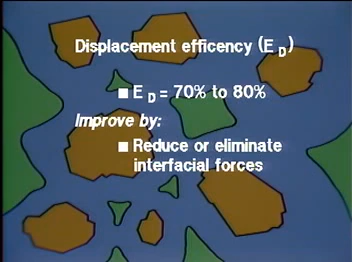 Displacement efficency (E D)
■ E D = 70% to 80%
Improve by:
■ Reduce or eliminate
interfacial forces